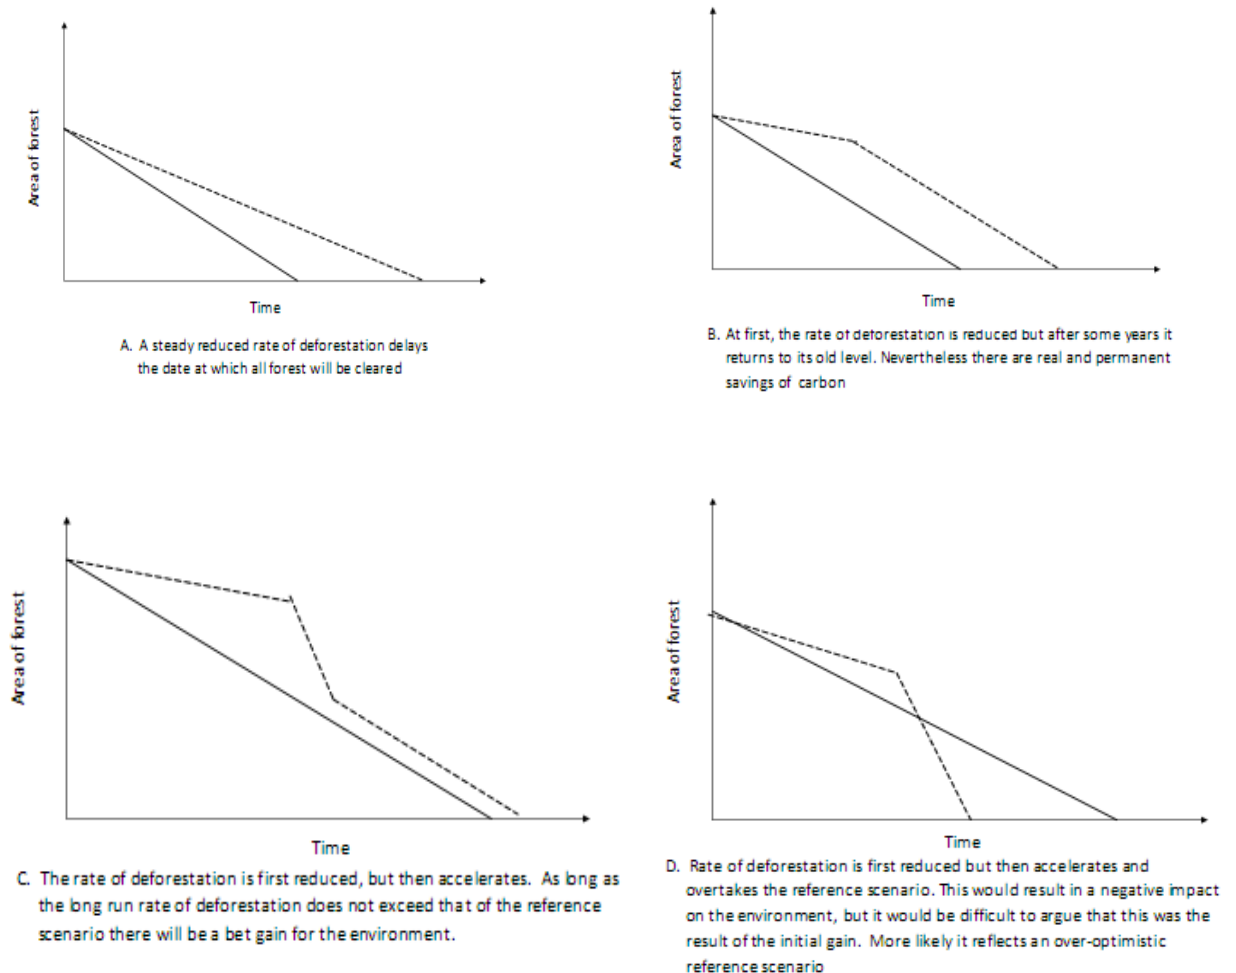 Area of forest
Time
A. A steady reduced rate of deforestation delays
the date at which all forest will be cleared
Area of forest
Time
B. At first, the rate of deforestation is reduced but after some years it
returns to its old level. Nevertheless there are real and permanent
savings of carbon
Area of forest
Time
C. The rate of deforestation is first reduced, but then accelerates. As long as
the long run rate of deforestation does not exceed that of the reference
scenario there will be a bet gain for the environment.
Area of forest
Time
D. Rate of deforestation is first reduced but then accelerates and
overtakes the reference scenario. This would result in a negative impact
on the environment, but it would be difficult to argue that this was the
result of the initial gain. More likely it reflects an over-optimistic
reference scenario